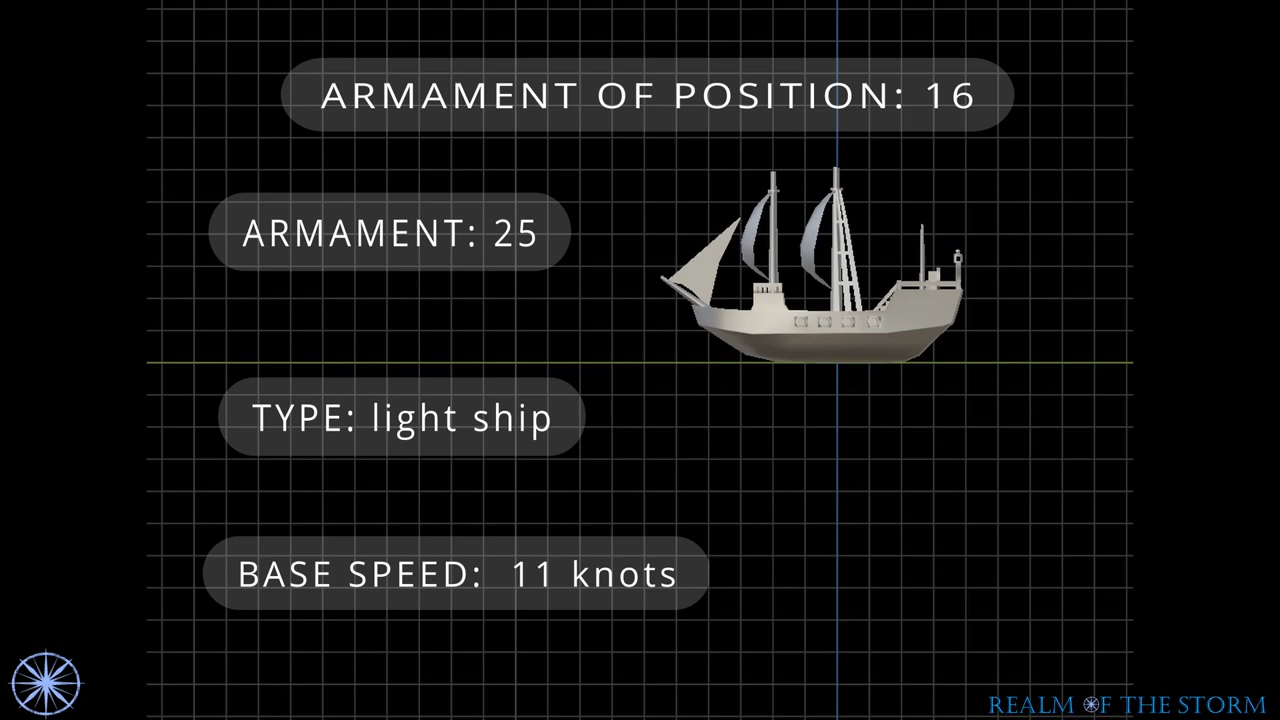 ARMAMENT OF POSITION: 16
ARMAMENT: 25
TYPE: light ship
BASE SPEED: 11 knots
REALM OF THE STORM